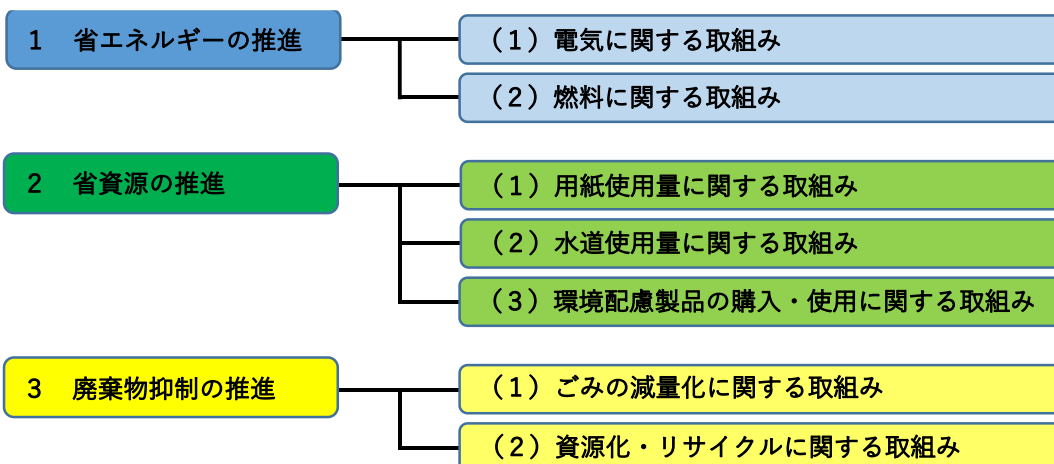 1 省エネルギーの推進
(1)電気に関する取組み
(2)燃料に関する取組み
2 省資源の推進
(1)用紙使用量に関する取組み
(2)水道使用量に関する取組み
(3)環境配慮製品の購入・使用に関する取組み
3 廃棄物抑制の推進
(1)ごみの減量化に関する取組み
(2)資源化・リサイクルに関する取組み